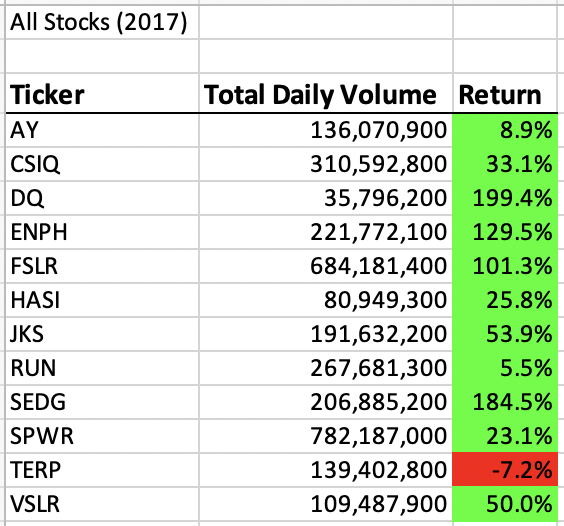 All Stocks (2017)
Ticker Total Daily Volume Return
AY 136,070,900 8.9%
CSIQ 310,592,800 33.1%
DQ 35,796,200 199.4%
ENPH 221,772,100 129.5%
FSLR 684,181,400 101.3%
HASI 80,949,300 25.8%
JKS 191,632,200 53.9%
RUN 267,681,300 5.5%
SEDG 206,885,200 184.5%
SPWR 782,187,000 23.1%
TERP 139,402,800 -7.2%
VSLR 109,487,900 50.0%